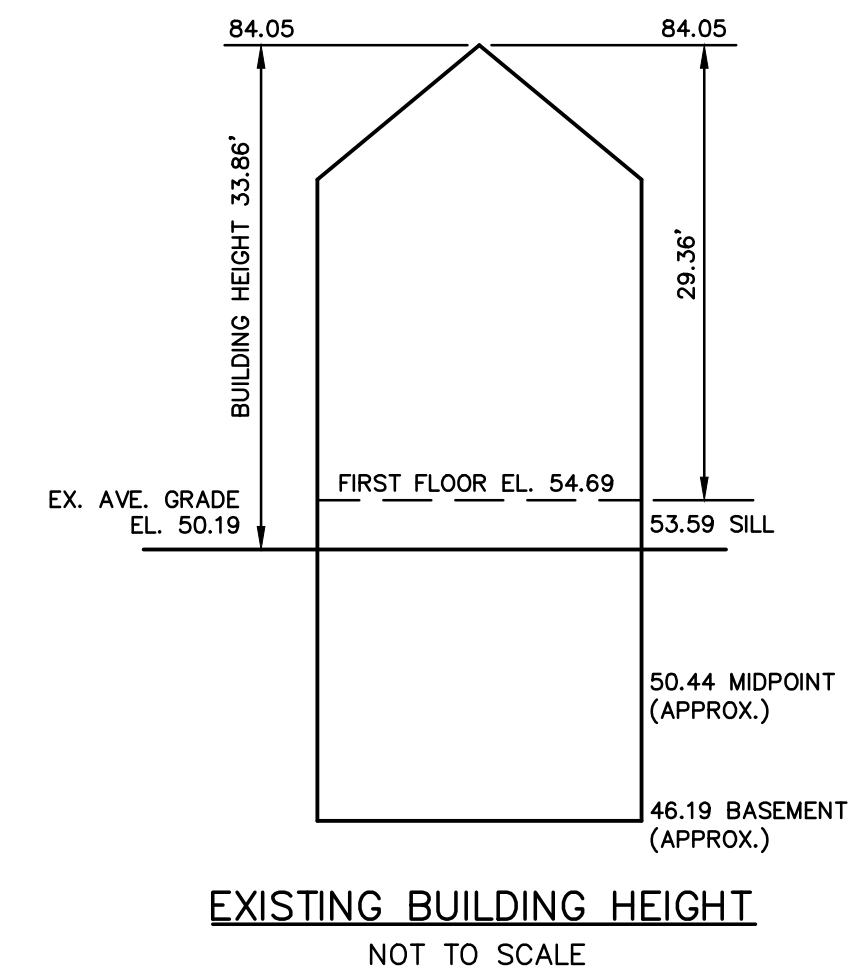 84.05
84.05
BUILDING HEIGHT 33.86'
29.36'
FIRST FLOOR EL. 54.69
EX. AVE. GRADE
EL. 50.19
53.59 SILL
50.44 MIDPOINT
(APPROX.)
46.19 BASEMENT
(APPROX.)
EXISTING BUILDING HEIGHT
NOT TO SCALE